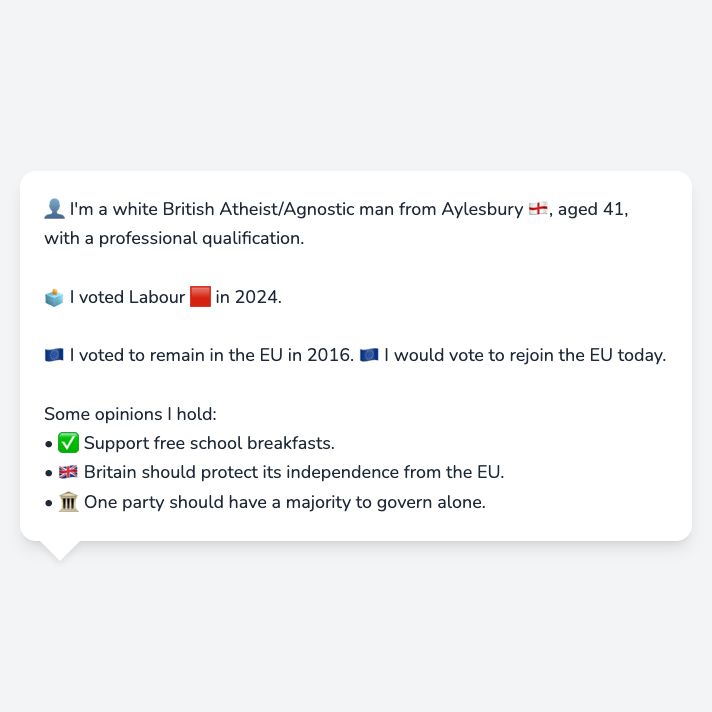 👤 I'm a white British Atheist/Agnostic man from Aylesbury 🏴󠁧󠁢󠁥󠁮󠁧󠁿, aged 41,
with a professional qualification.
🗳️ I voted Labour 🟥 in 2024.
🇪🇺 I voted to remain in the EU in 2016. 🇪🇺 I would vote to rejoin the EU today.
Some opinions I hold:
• ✅ Support free school breakfasts.
• 🇬🇧 Britain should protect its independence from the EU.
• 🏛️ One party should have a majority to govern alone.